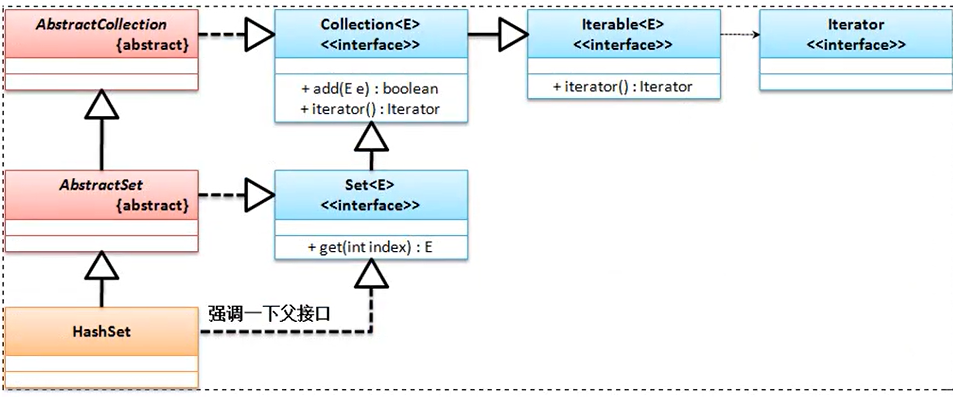 AbstractCollection
{abstract}
Collection<E>
<<interface>>
+ add(E e) : boolean
+ iterator() : Iterator
Iterable<E>
<<interface>>
+ iterator() : Iterator
Iterator
<<interface>>
AbstractSet
{abstract}
Set<E>
<<interface>>
+ get(int index) : E
HashSet
强调一下父接口